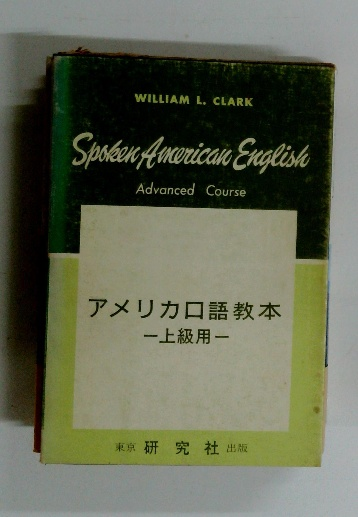 WILLIAM L. CLARK
Spoken American English
Advanced Course
アメリカ口語教本
ー上級用ー
東京 研究社 出版